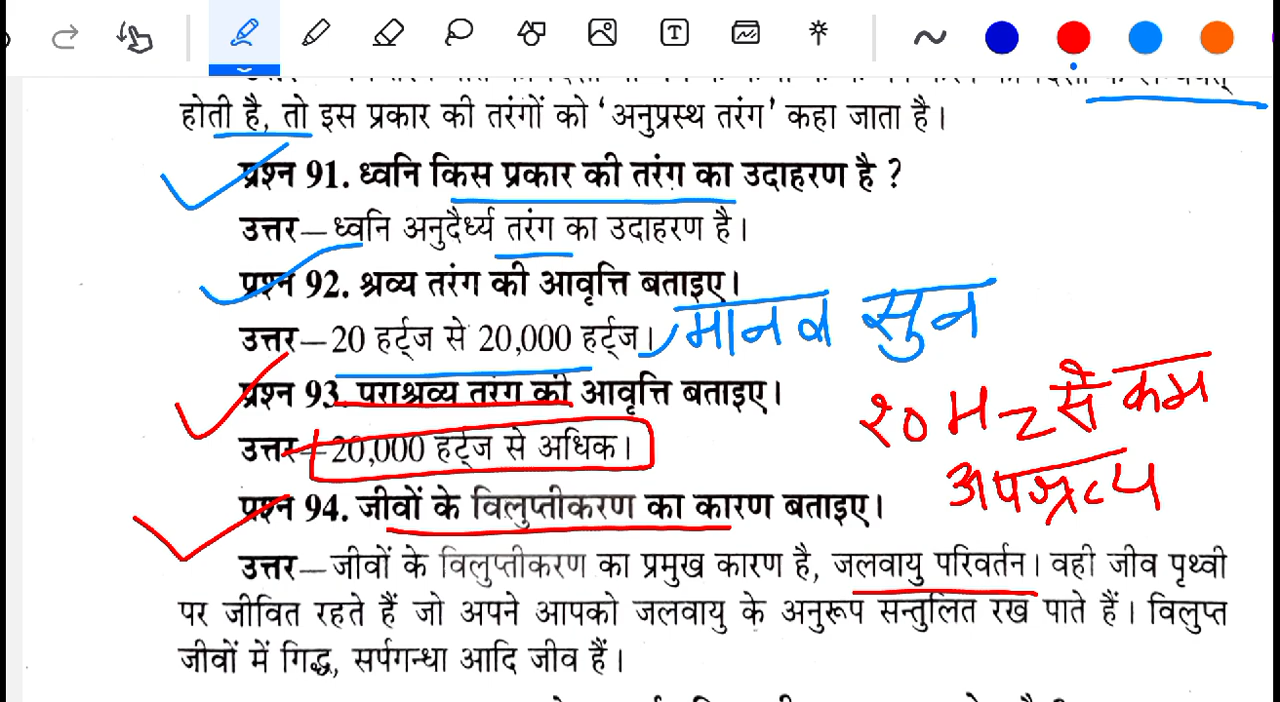 होती है, तो इस प्रकार की तरंगों को ‘अनुप्रस्थ तरंग’ कहा जाता है।
प्रश्न 91. ध्वनि किस प्रकार की तरंग का उदाहरण है ?
उत्तर—ध्वनि अनुदैर्ध्य तरंग का उदाहरण है।
प्रश्न 92. श्रव्य तरंग की आवृत्ति बताइए।
उत्तर—20 हर्ट्ज से 20,000 हर्ट्ज। मानव सुन
प्रश्न 93. पराश्रव्य तरंग की आवृत्ति बताइए।
20 Hz से कम
उत्तर—20,000 हर्ट्ज से अधिक।
प्रश्न 94. जीवों के विलुप्तीकरण का कारण बताइए।
उत्तर—जीवों के विलुप्तीकरण का प्रमुख कारण है, जलवायु परिवर्तन। वही जीव पृथ्वी
पर जीवित रहते हैं जो अपने आपको जलवायु के अनुरूप सन्तुलित रख पाते हैं। विलुप्त
जीवों में गिद्ध, सर्पगन्धा आदि जीव हैं।